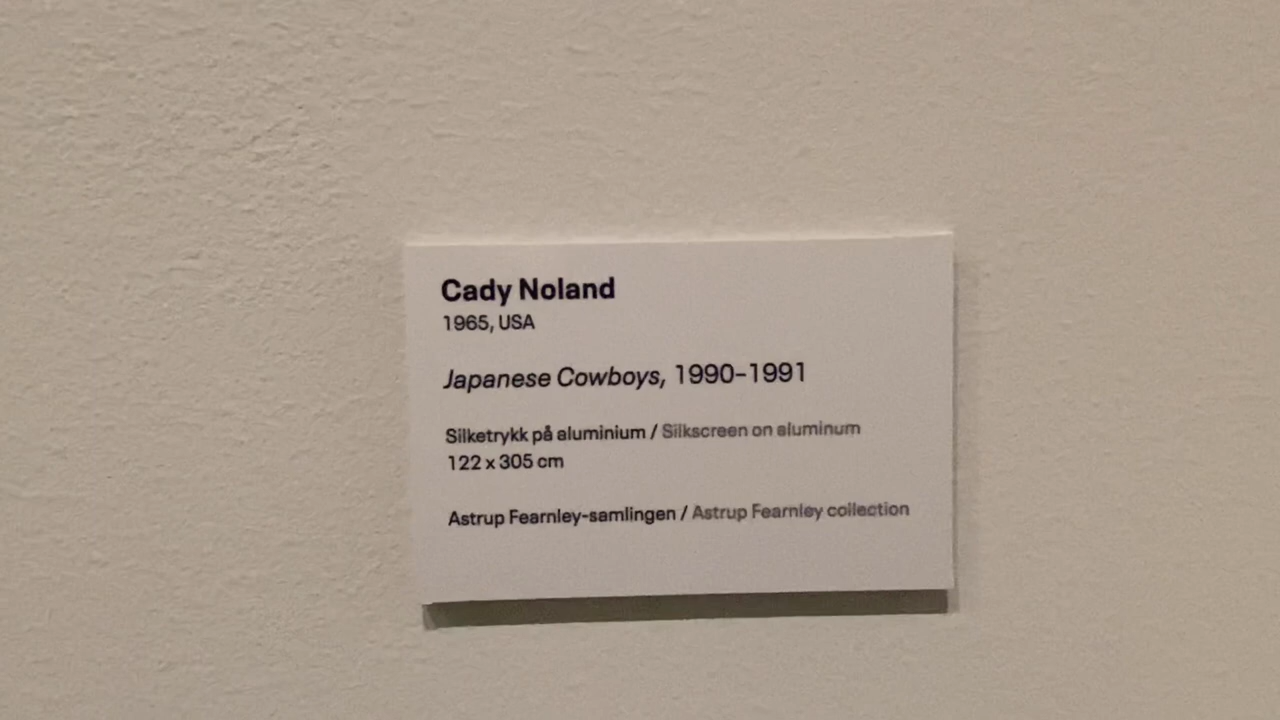 Cady Noland
1965, USA
Japanese Cowboys, 1990–1991
Silketrykk på aluminium / Silkscreen on aluminum
122 x 305 cm
Astrup Fearnley-samlingen / Astrup Fearnley collection